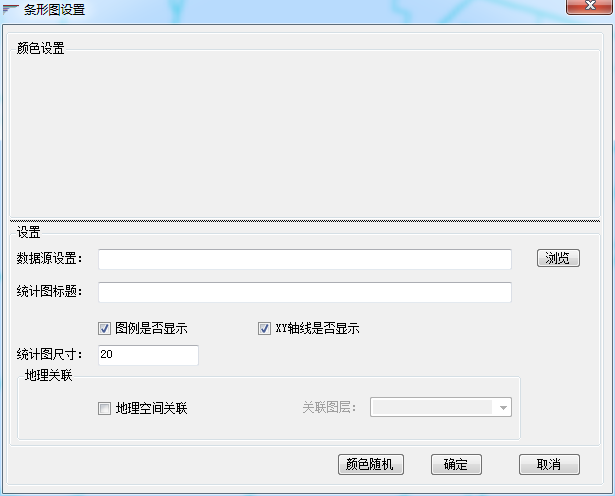 条形图设置
颜色设置
设置
数据源设置：
浏览
统计图标题：
图例是否显示
XY轴线是否显示
统计图尺寸：
20
地理关联
地理空间关联
关联图层：
颜色随机
确定
取消